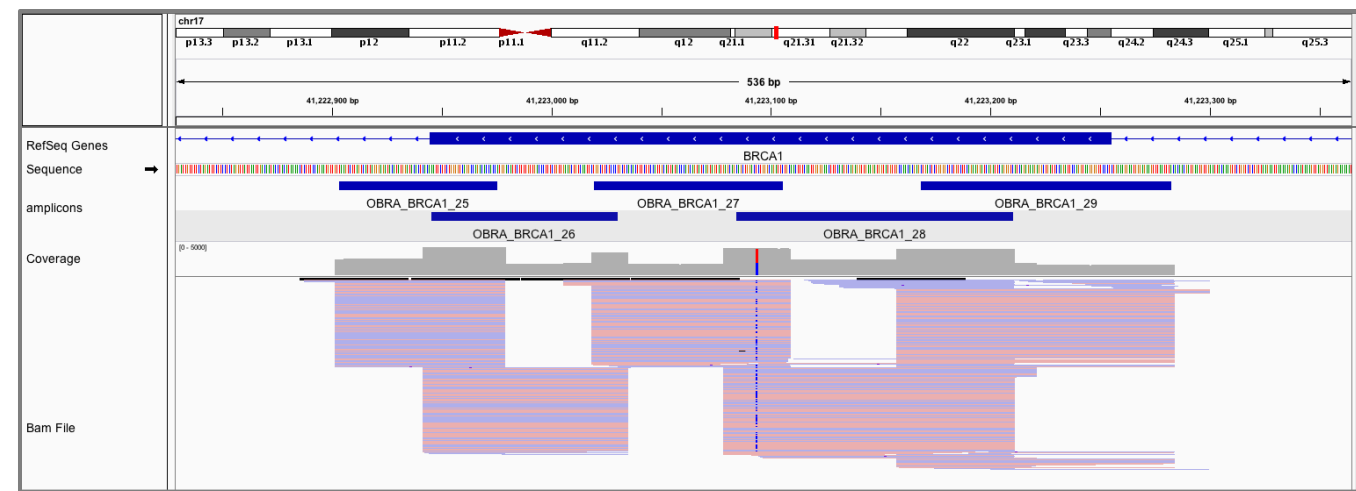 chr17
p13.3 p13.2 p13.1 p12 p11.2 p11.1 q11.2 q12 q21.1 q21.31 q21.32 q22 q23.1 q23.3 q24.2 q24.3 q25.1 q25.3
536 bp
41,222,900 bp 41,223,000 bp 41,223,100 bp 41,223,200 bp 41,223,300 bp
RefSeq Genes
BRCA1
Sequence
amplicons
OBRA_BRCA1_25 OBRA_BRCA1_27 OBRA_BRCA1_29
OBRA_BRCA1_26 OBRA_BRCA1_28
Coverage
[0 - 5000]
Bam File